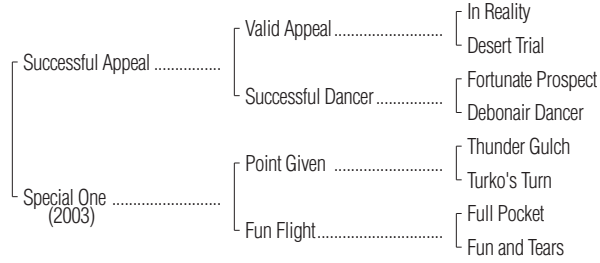 In Reality
Valid Appeal ........................
Desert Trial
Successful Appeal ...............
Fortunate Prospect
Successful Dancer...............
Debonair Dancer
Thunder Gulch
Point Given ........................
Turko's Turn
Special One ........................
(2003)
Full Pocket
Fun Flight............................
Fun and Tears